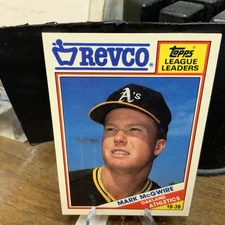 REVCO
topps
LEAGUE
LEADERS
A's
MARK McGWIRE
OAKLAND
ATHLETICS
1B-3B